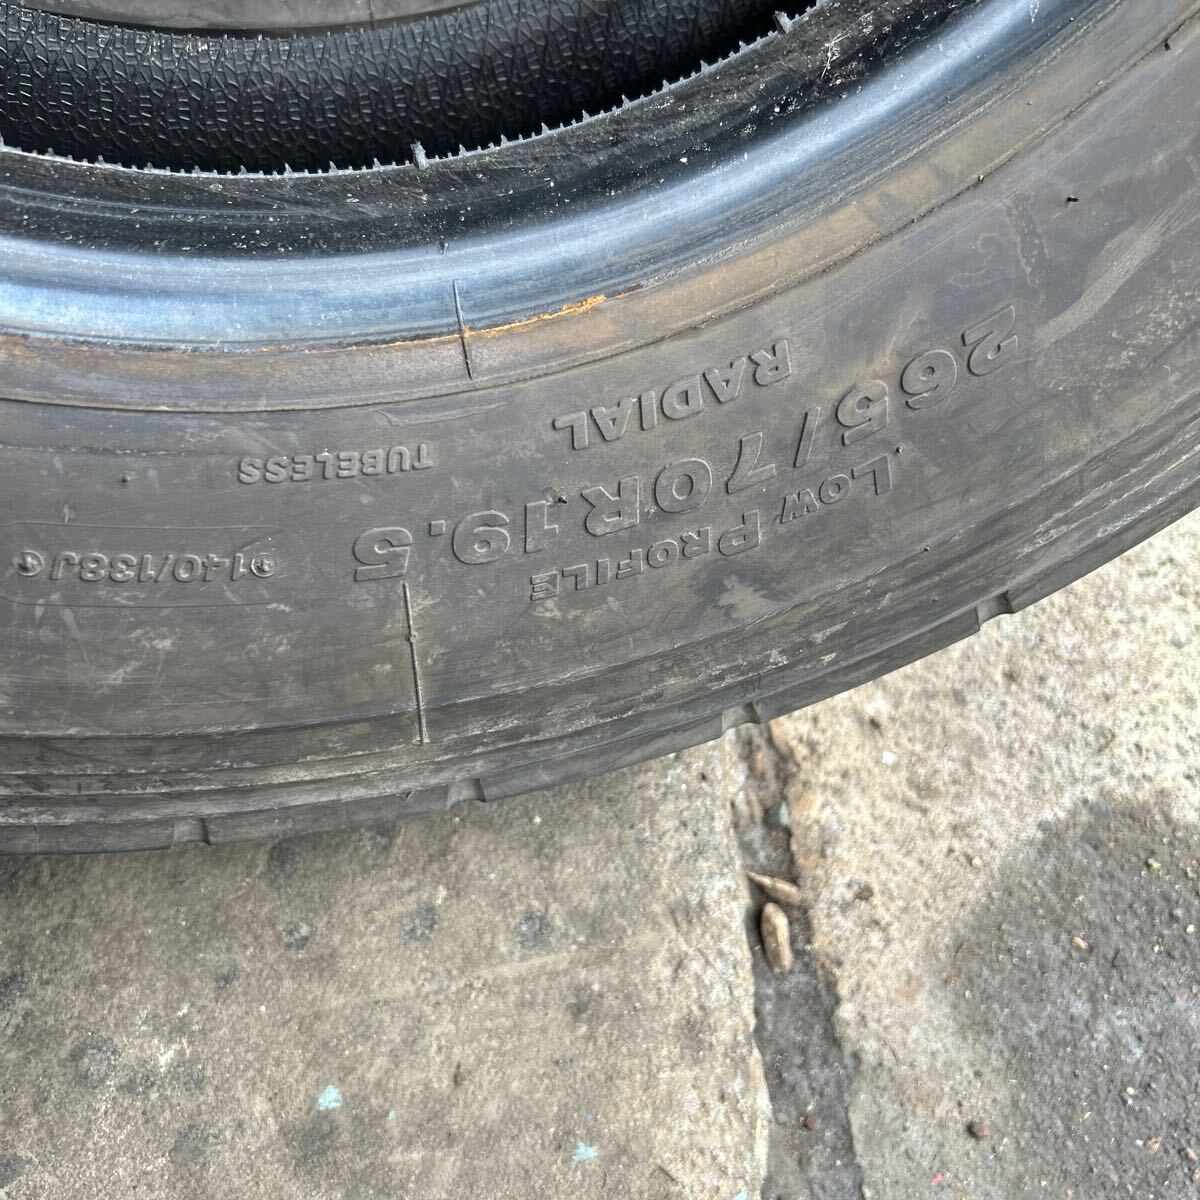 265/70R19.5
RADIAL
LOW PROFILE
TUBELESS
140/138J